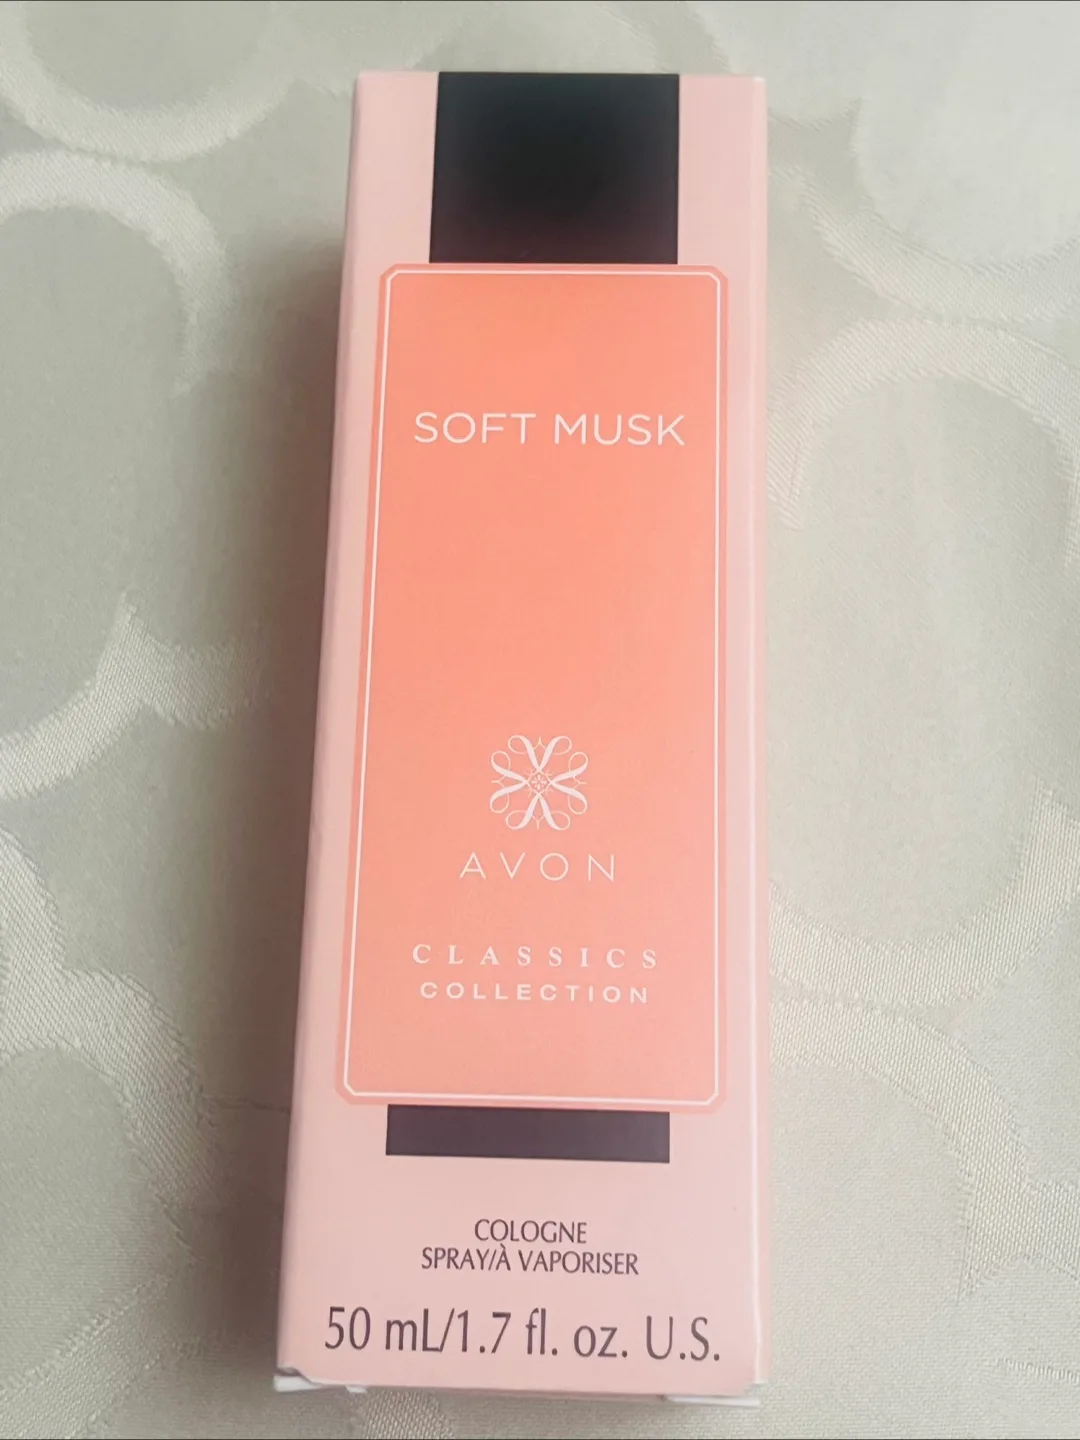 SOFT MUSK
AVON
CLASSICS
COLLECTION
COLOGNE
SPRAY/À VAPORISER
50 mL/1.7 fl. oz. U.S.